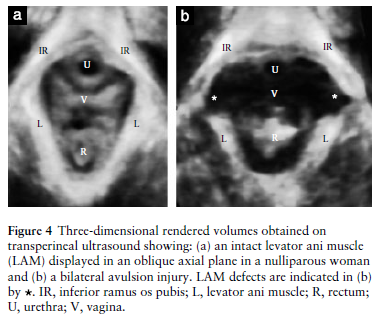 a
b
IR IR
IR IR
U
U
V
V
* *
L L
L L
R
R
Figure 4 Three-dimensional rendered volumes obtained on
transperineal ultrasound showing: (a) an intact levator ani muscle
(LAM) displayed in an oblique axial plane in a nulliparous woman
and (b) a bilateral avulsion injury. LAM defects are indicated in (b)
by *. IR, inferior ramus os pubis; L, levator ani muscle; R, rectum;
U, urethra; V, vagina.